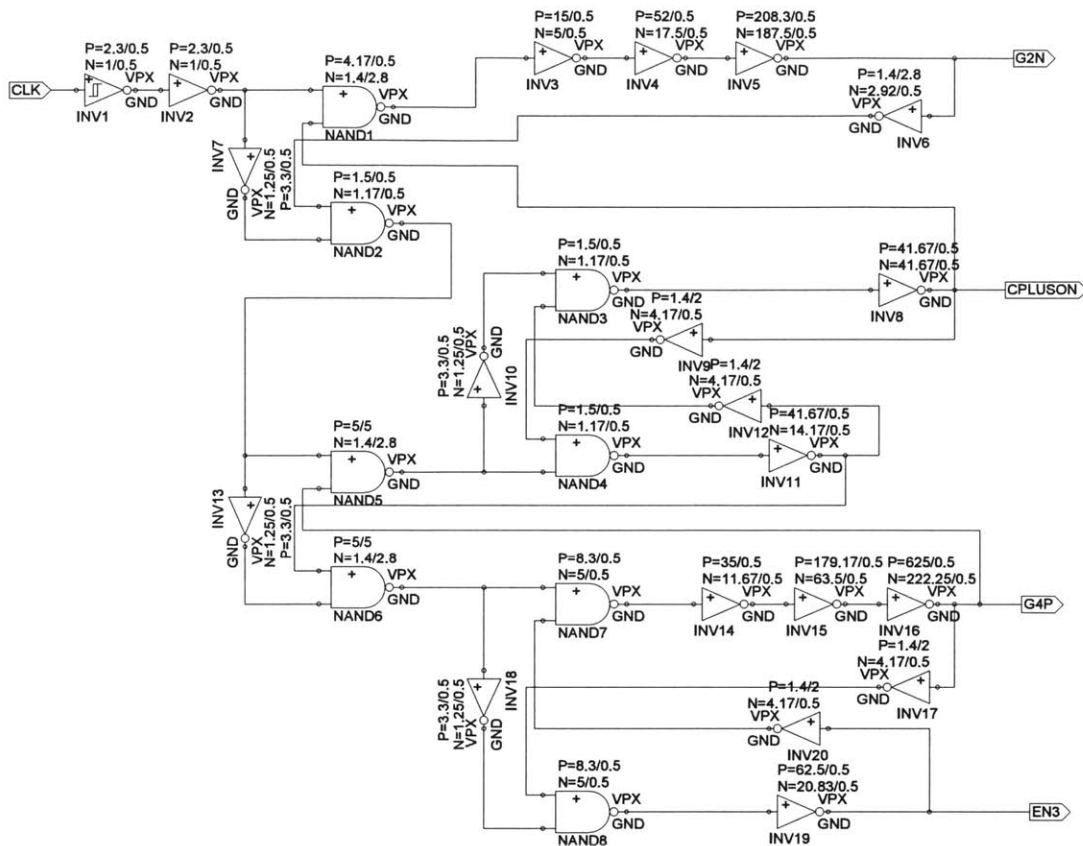 CLK
P=2.3/0.5
N=1/0.5
VPX
GND
INV1
P=2.3/0.5
N=1/0.5
VPX
GND
INV2
P=4.17/0.5
N=1.4/2.8
VPX
GND
NAND1
P=15/0.5
N=5/0.5
VPX
GND
INV3
P=52/0.5
N=17.5/0.5
VPX
GND
INV4
P=208.3/0.5
N=187.5/0.5
VPX
GND
INV5
G2N
P=1.4/2.8
N=2.92/0.5
VPX
GND
INV6
INV7
GND
VPX
N=1.25/0.5
P=3.3/0.5
P=1.5/0.5
N=1.17/0.5
VPX
GND
NAND2
P=1.5/0.5
N=1.17/0.5
VPX
GND
NAND3
P=41.67/0.5
N=41.67/0.5
VPX
GND
INV8
CPLUSON
P=1.4/2
N=4.17/0.5
VPX
GND
INV9
P=3.3/0.5
N=1.25/0.5
VPX
GND
INV10
P=1.4/2
N=4.17/0.5
VPX
GND
INV12
P=1.5/0.5
N=1.17/0.5
VPX
GND
NAND4
P=41.67/0.5
N=14.17/0.5
VPX
GND
INV11
P=5/5
N=1.4/2.8
VPX
GND
NAND5
INV13
GND
VPX
N=1.25/0.5
P=3.3/0.5
P=5/5
N=1.4/2.8
VPX
GND
NAND6
P=8.3/0.5
N=5/0.5
VPX
GND
NAND7
P=35/0.5
N=11.67/0.5
VPX
GND
INV14
P=179.17/0.5
N=63.5/0.5
VPX
GND
INV15
P=625/0.5
N=222.25/0.5
VPX
GND
INV16
G4P
P=1.4/2
N=4.17/0.5
VPX
GND
INV17
P=3.3/0.5
N=1.25/0.5
VPX
GND
INV18
P=1.4/2
N=4.17/0.5
VPX
GND
INV20
P=8.3/0.5
N=5/0.5
VPX
GND
NAND8
P=62.5/0.5
N=20.83/0.5
VPX
GND
INV19
EN3